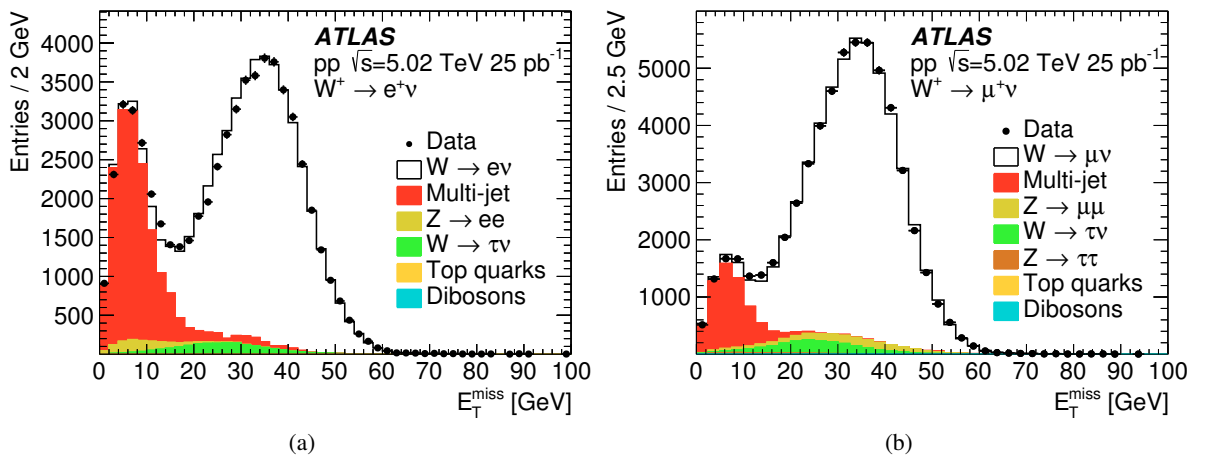 Entries / 2 GeV
4000
3500
3000
2500
2000
1500
1000
500
ATLAS
pp √s=5.02 TeV 25 pb⁻¹
W⁺ → e⁺ν
Data
W → eν
Multi-jet
Z → ee
W → τν
Top quarks
Dibosons
0 10 20 30 40 50 60 70 80 90 100
E_T^miss [GeV]
(a)
Entries / 2.5 GeV
5000
4000
3000
2000
1000
ATLAS
pp √s=5.02 TeV 25 pb⁻¹
W⁺ → μ⁺ν
Data
W → μν
Multi-jet
Z → μμ
W → τν
Z → ττ
Top quarks
Dibosons
0 10 20 30 40 50 60 70 80 90 100
E_T^miss [GeV]
(b)